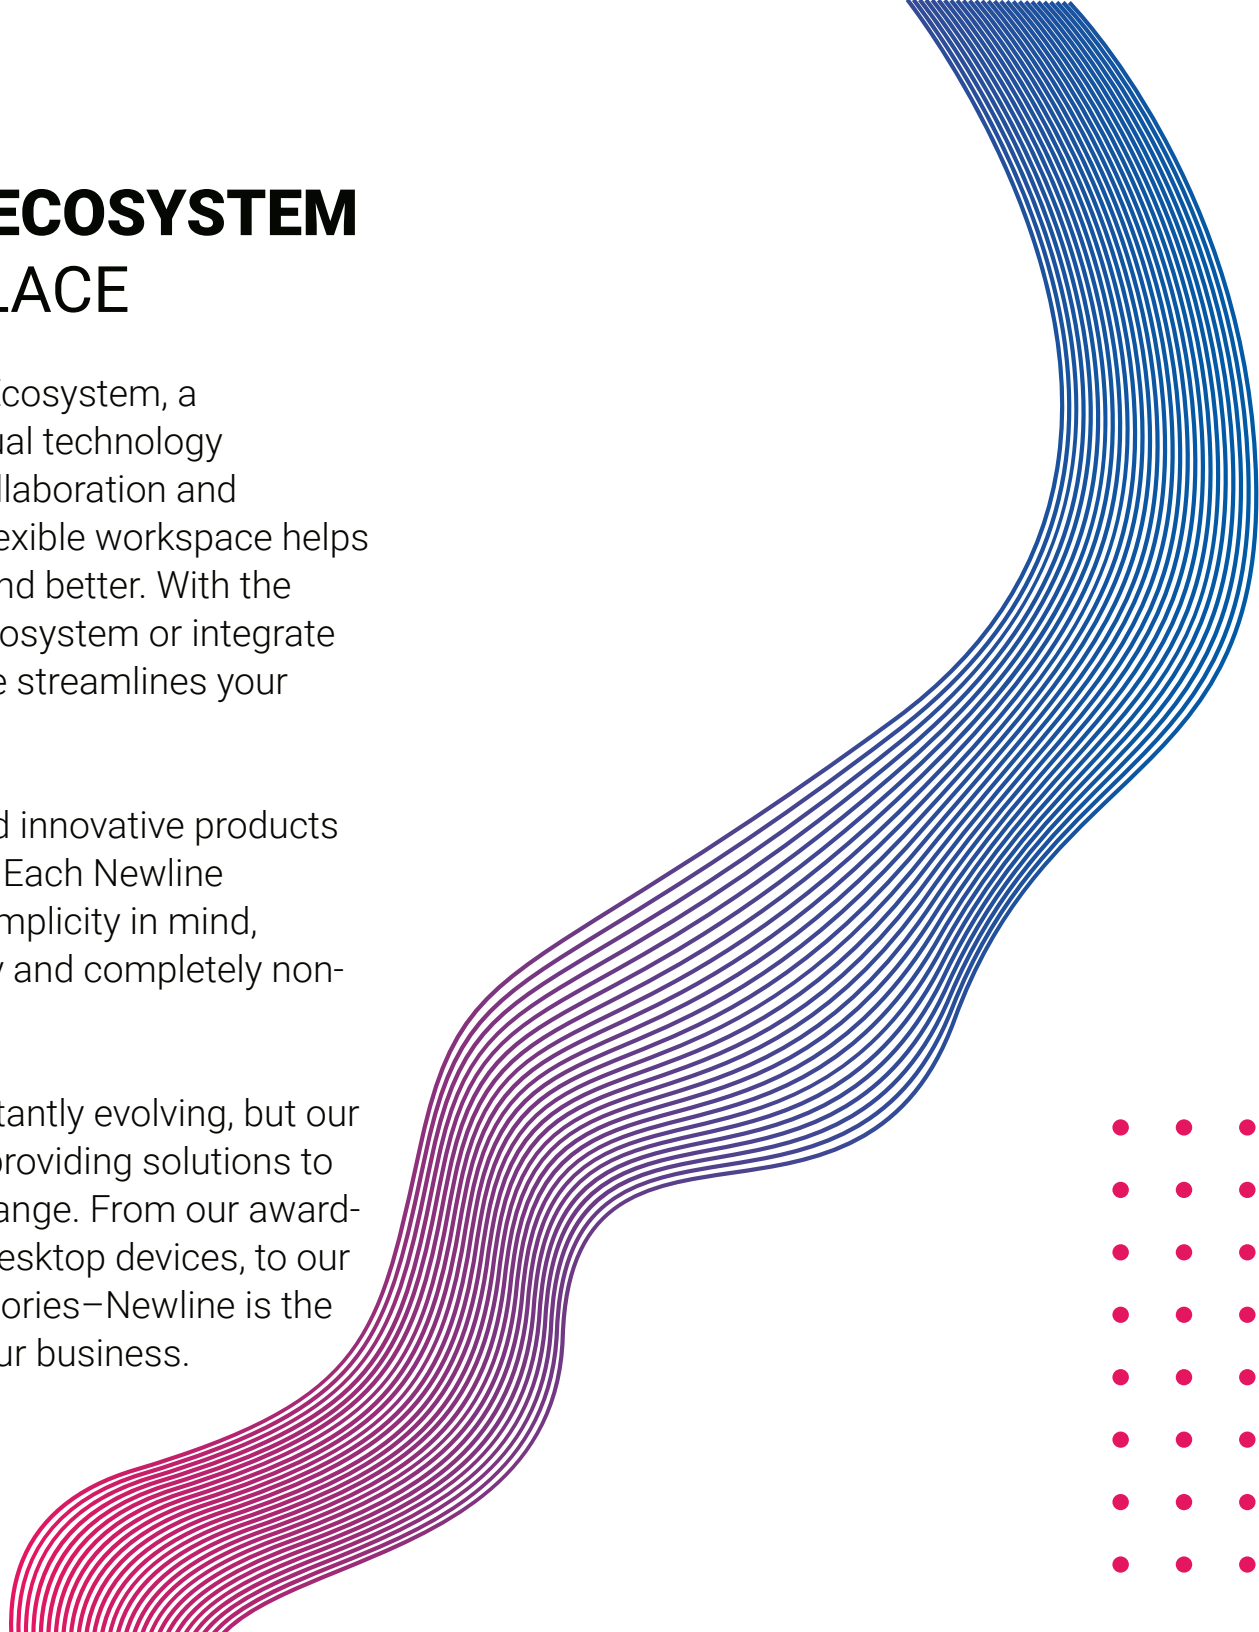 ECOSYSTEM
LACE
Ecosystem, a
ual technology
llaboration and
exible workspace helps
nd better. With the
osystem or integrate
e streamlines your
d innovative products
Each Newline
mplicity in mind,
y and completely non-
tantly evolving, but our
providing solutions to
ange. From our award-
esktop devices, to our
ories–Newline is the
ur business.